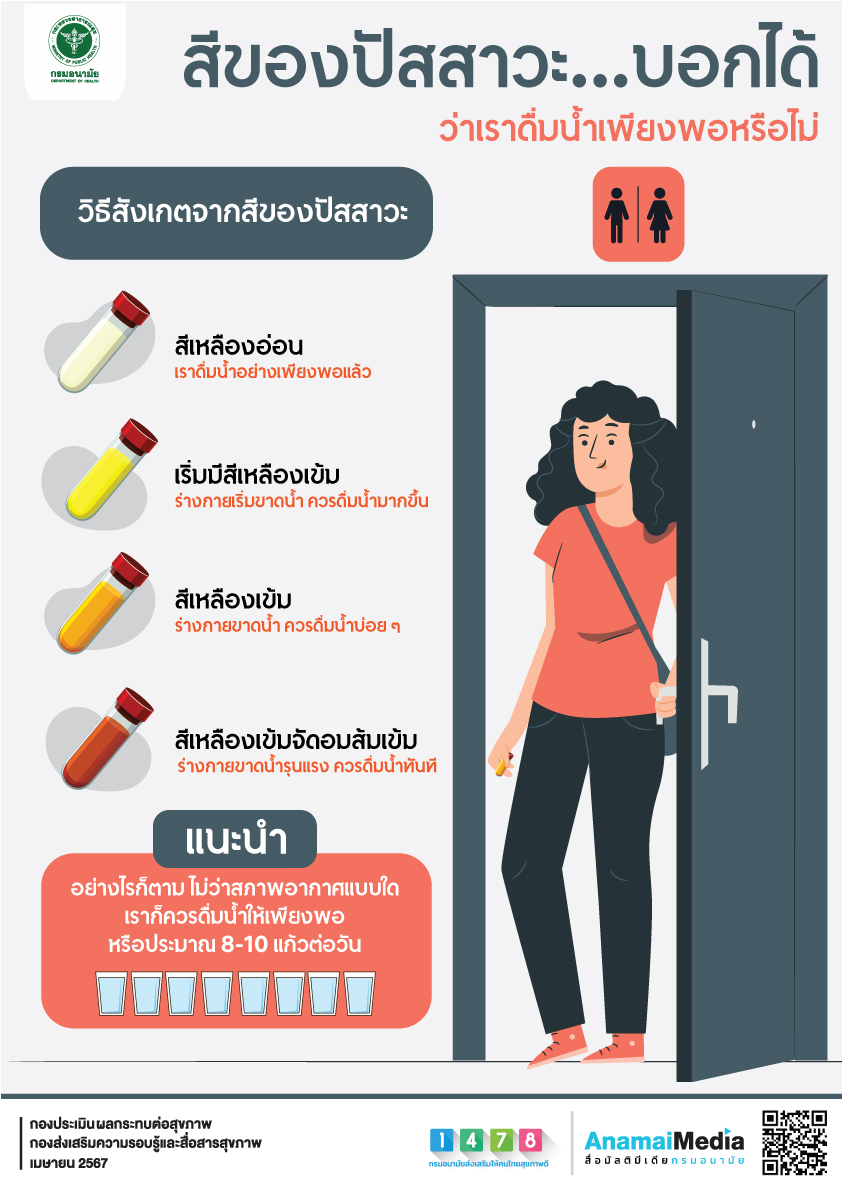 กระทรวงสาธารณสุข
MINISTRY OF PUBLIC HEALTH
กรมอนามัย
DEPARTMENT OF HEALTH
สีของปัสสาวะ...บอกได้
ว่าเราดื่มน้ำเพียงพอหรือไม่
วิธีสังเกตจากสีของปัสสาวะ
สีเหลืองอ่อน
เราดื่มน้ำอย่างเพียงพอแล้ว
เริ่มมีสีเหลืองเข้ม
ร่างกายเริ่มขาดน้ำ ควรดื่มน้ำมากขึ้น
สีเหลืองเข้ม
ร่างกายขาดน้ำ ควรดื่มน้ำบ่อย ๆ
สีเหลืองเข้มจัดอมส้มเข้ม
ร่างกายขาดน้ำรุนแรง ควรดื่มน้ำทันที
แนะนำ
อย่างไรก็ตาม ไม่ว่าสภาพอากาศแบบใด
เราก็ควรดื่มน้ำให้เพียงพอ
หรือประมาณ 8-10 แก้วต่อวัน
กองประเมินผลกระทบต่อสุขภาพ
กองส่งเสริมความรอบรู้และสื่อสารสุขภาพ
เมษายน 2567
1478
กรมอนามัยส่งเสริมให้คนไทยสุขภาพดี
AnamaiMedia
สื่อมัลติมีเดียกรมอนามัย